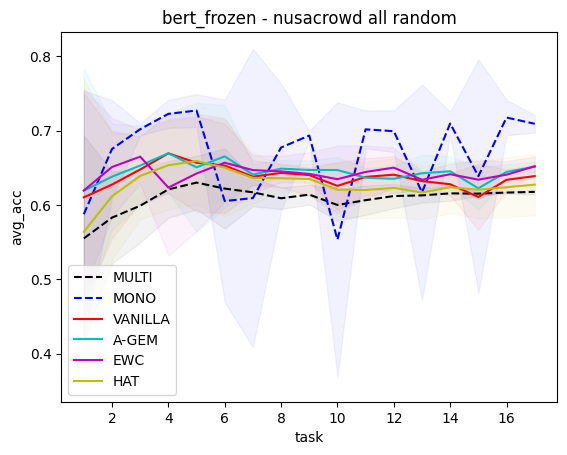 bert_frozen - nusacrowd all random
0.8
0.7
0.6
0.5
0.4
avg_acc
MULTI
MONO
VANILLA
A-GEM
EWC
HAT
2 4 6 8 10 12 14 16
task